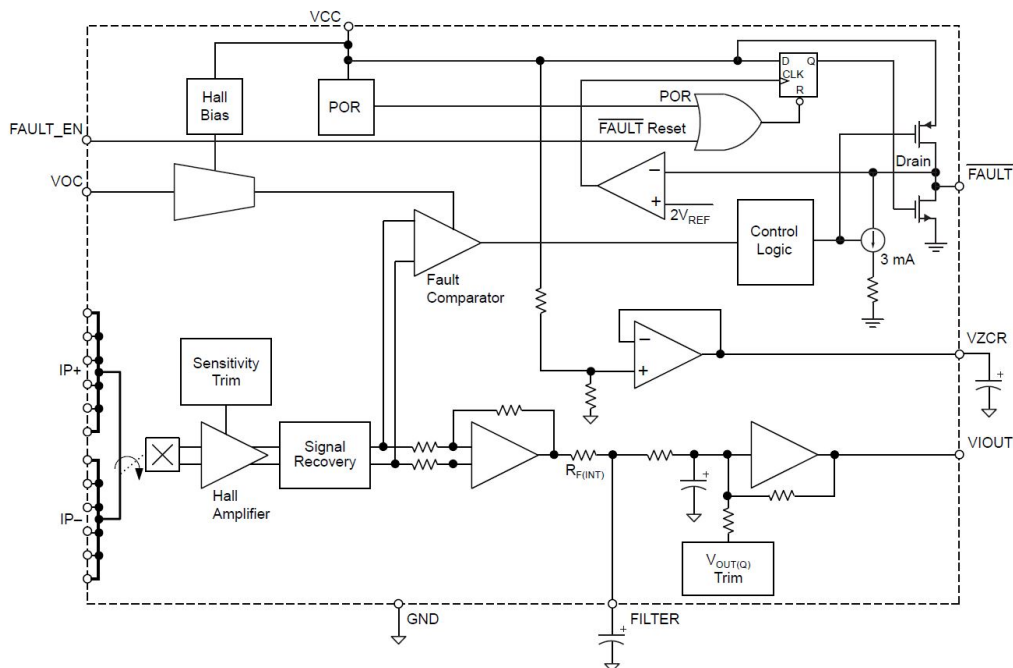 VCC
Hall
Bias
POR
POR
D
Q
CLK
R
FAULT_EN
FAULT Reset
VOC
Drain
FAULT
−
+
2VREF
Control
Logic
3 mA
Fault
Comparator
IP+
Sensitivity
Trim
−
+
VZCR
+
Signal
Recovery
Hall
Amplifier
RF(INT)
+
VIOUT
IP−
VOUT(Q)
Trim
GND
FILTER
+